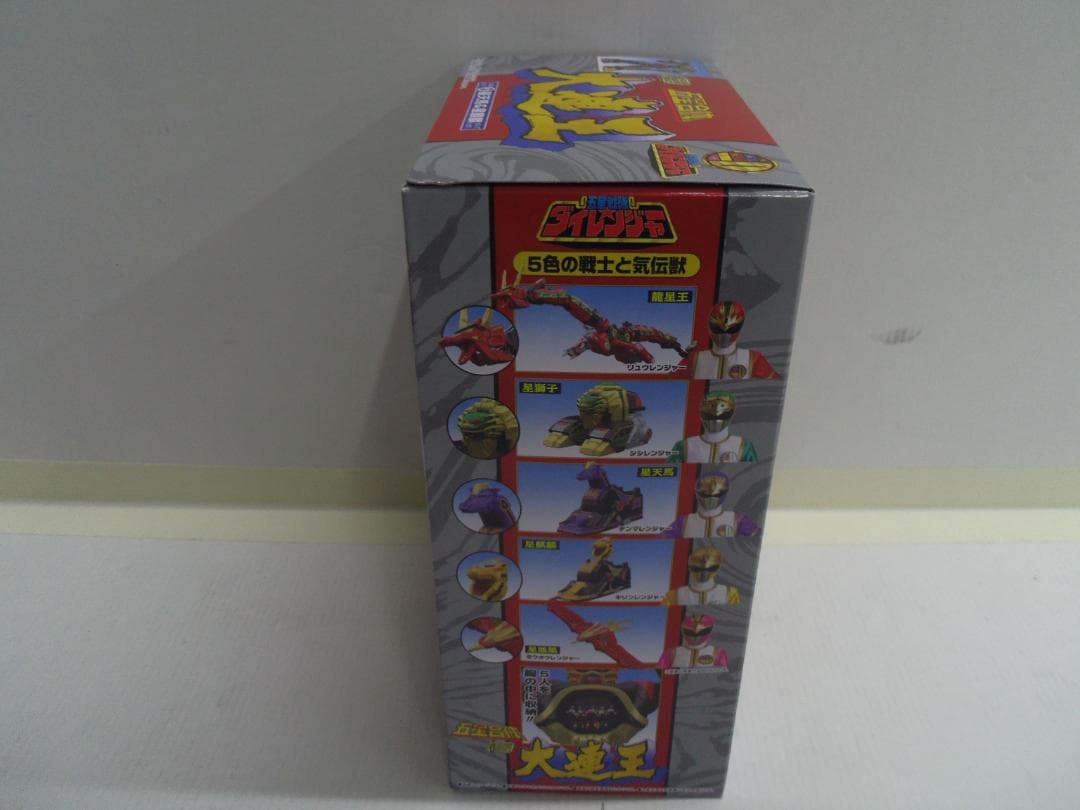 大連王
五星戦隊
ダイレンジャー
5色の戦士と気伝獣
龍星王
リュウレンジャー
星獅子
シシレンジャー
星天馬
テンマレンジャー
星麒麟
キリンレンジャー
星鳳凰
ホウオウレンジャー
5人を
胸の中に収納!!
五星合体
大連王